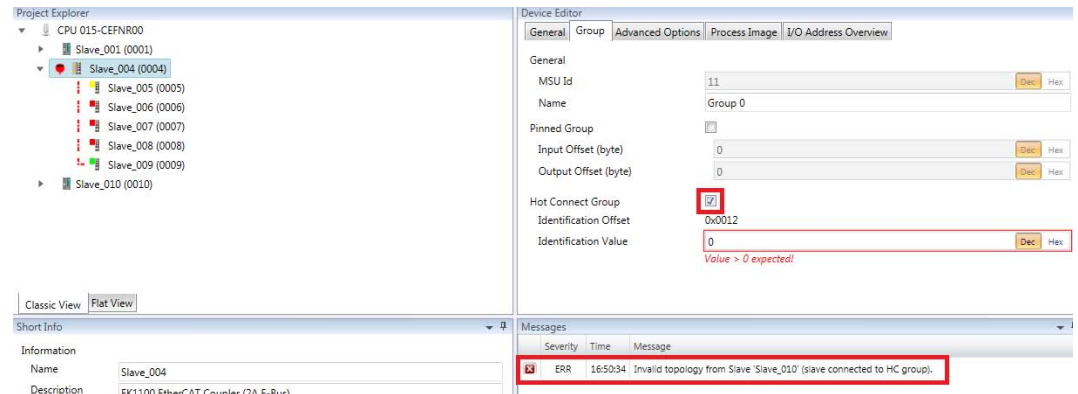 Project Explorer
CPU 015-CEFNR00
Slave_001 (0001)
Slave_004 (0004)
Slave_005 (0005)
Slave_006 (0006)
Slave_007 (0007)
Slave_008 (0008)
Slave_009 (0009)
Slave_010 (0010)
Classic View Flat View
Device Editor
General Group Advanced Options Process Image I/O Address Overview
General
MSU Id 11 Dec Hex
Name Group 0
Pinned Group
Input Offset (byte) 0 Dec Hex
Output Offset (byte) 0 Dec Hex
Hot Connect Group
Identification Offset 0x0012
Identification Value 0 Dec Hex
Value > 0 expected!
Short Info
Information
Name Slave_004
Description EK1100 EtherCAT Coupler (2A E-Bus)
Messages
Severity Time Message
ERR 16:50:34 Invalid topology from Slave 'Slave_010' (slave connected to HC group).